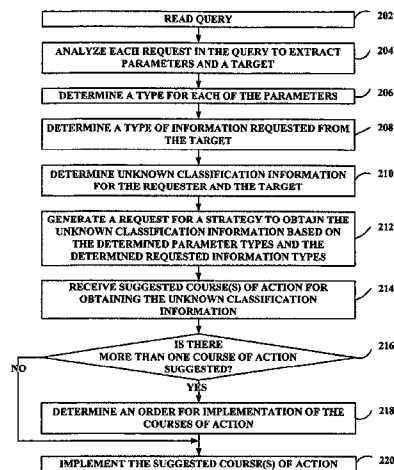 READ QUERY
202
ANALYZE EACH REQUEST IN THE QUERY TO EXTRACT
PARAMETERS AND A TARGET
204
DETERMINE A TYPE FOR EACH OF THE PARAMETERS
206
DETERMINE A TYPE OF INFORMATION REQUESTED FROM
THE TARGET
208
DETERMINE UNKNOWN CLASSIFICATION INFORMATION
FOR THE REQUESTER AND THE TARGET
210
GENERATE A REQUEST FOR A STRATEGY TO OBTAIN THE
UNKNOWN CLASSIFICATION INFORMATION BASED ON
THE DETERMINED PARAMETER TYPES AND THE
DETERMINED REQUESTED INFORMATION TYPES
212
RECEIVE SUGGESTED COURSE(S) OF ACTION FOR
OBTAINING THE UNKNOWN CLASSIFICATION
INFORMATION
214
IS THERE
MORE THAN ONE COURSE OF ACTION
SUGGESTED?
216
NO
YES
DETERMINE AN ORDER FOR IMPLEMENTATION OF THE
COURSES OF ACTION
218
IMPLEMENT THE SUGGESTED COURSE(S) OF ACTION
220